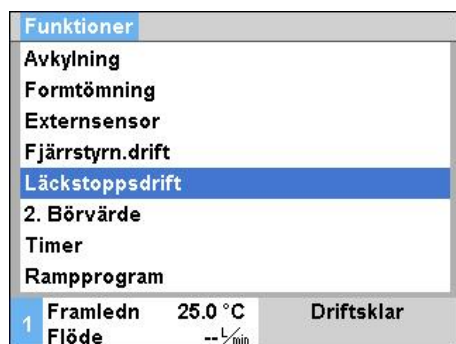 Funktioner
Avkylning
Formtömning
Externsensor
Fjärrstyrn.drift
Läckstoppsdrift
2. Börvärde
Timer
Rampprogram
1 Framledn 25.0 °C Driftsklar
Flöde -- L/min